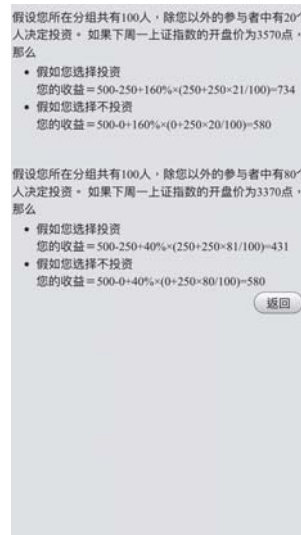 假设您所在分组共有100人，除您以外的参与者中有20个
人决定投资。 如果下周一上证指数的开盘价为3570点，
那么
• 假如您选择投资
您的收益＝500-250+160%×(250+250×21/100)=734
• 假如您选择不投资
您的收益＝500-0+160%×(0+250×20/100)=580
假设您所在分组共有100人，除您以外的参与者中有80个
人决定投资。 如果下周一上证指数的开盘价为3370点，
那么
• 假如您选择投资
您的收益＝500-250+40%×(250+250×81/100)=431
• 假如您选择不投资
您的收益＝500-0+40%×(0+250×80/100)=580
返回